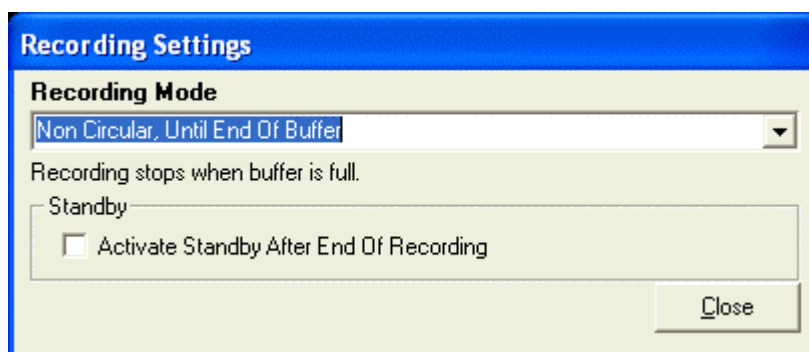 Recording Settings
Recording Mode
Non Circular, Until End Of Buffer
Recording stops when buffer is full.
Standby
Activate Standby After End Of Recording
Close